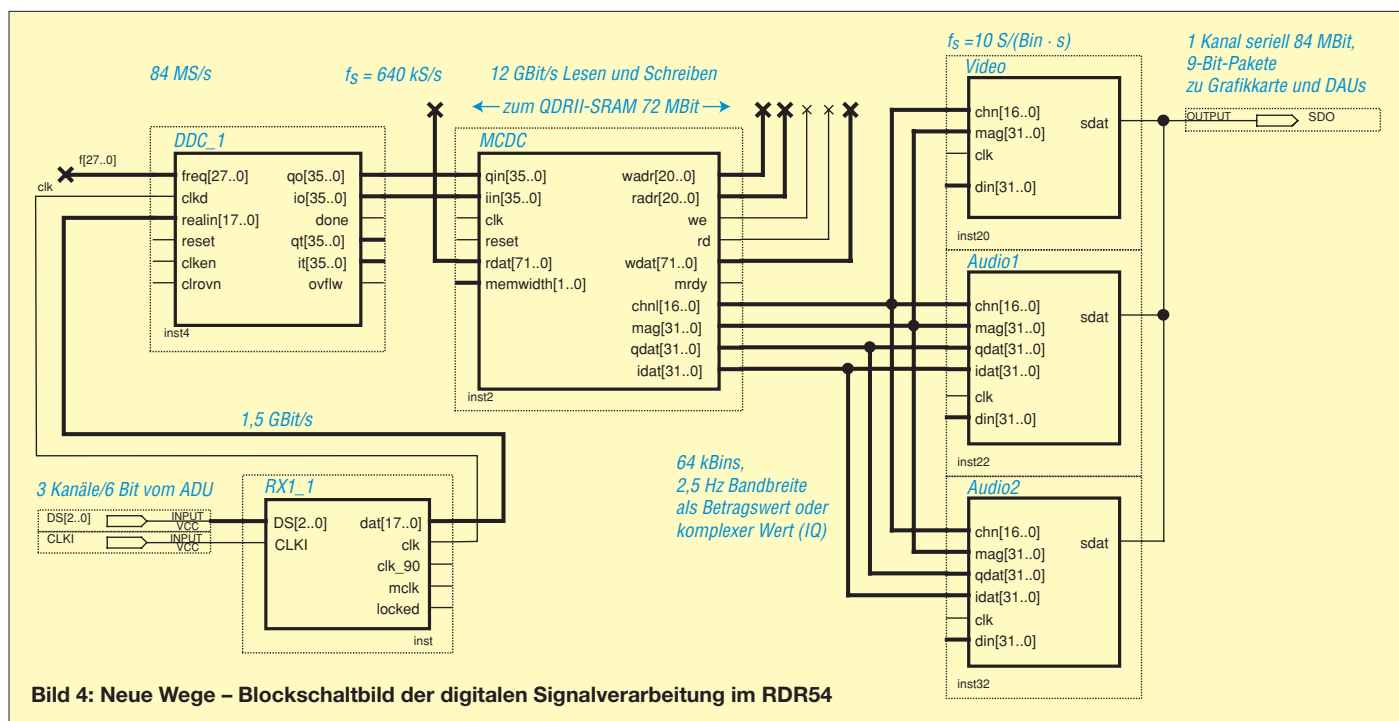 84 MS/s
fS = 640 kS/s
12 GBit/s Lesen und Schreiben
zum QDRII-SRAM 72 MBit
fS =10 S/(Bin · s)
1 Kanal seriell 84 MBit,
9-Bit-Pakete
zu Grafikkarte und DAUs
DDC_1
f[27..0]
clk
freq[27..0]
clkd
realin[17..0]
reset
clken
clrovn
qo[35..0]
io[35..0]
done
qt[35..0]
it[35..0]
ovflw
inst4
MCDC
qin[35..0]
iin[35..0]
clk
reset
rdat[71..0]
memwidth[1..0]
wadr[20..0]
radr[20..0]
we
rd
wdat[71..0]
mrdy
chnl[16..0]
mag[31..0]
qdat[31..0]
idat[31..0]
inst2
Video
chn[16..0]
mag[31..0]
clk
din[31..0]
sdat
inst20
OUTPUT
SDO
Audio1
chn[16..0]
mag[31..0]
qdat[31..0]
idat[31..0]
clk
din[31..0]
sdat
inst22
Audio2
chn[16..0]
mag[31..0]
qdat[31..0]
idat[31..0]
clk
din[31..0]
sdat
inst32
1,5 GBit/s
3 Kanäle/6 Bit vom ADU
DS[2..0]
INPUT
VCC
CLKI
INPUT
VCC
RX1_1
DS[2..0]
CLKI
dat[17..0]
clk
clk_90
mclk
locked
inst
64 kBins,
2,5 Hz Bandbreite
als Betragswert oder
komplexer Wert (IQ)
Bild 4: Neue Wege – Blockschaltbild der digitalen Signalverarbeitung im RDR54